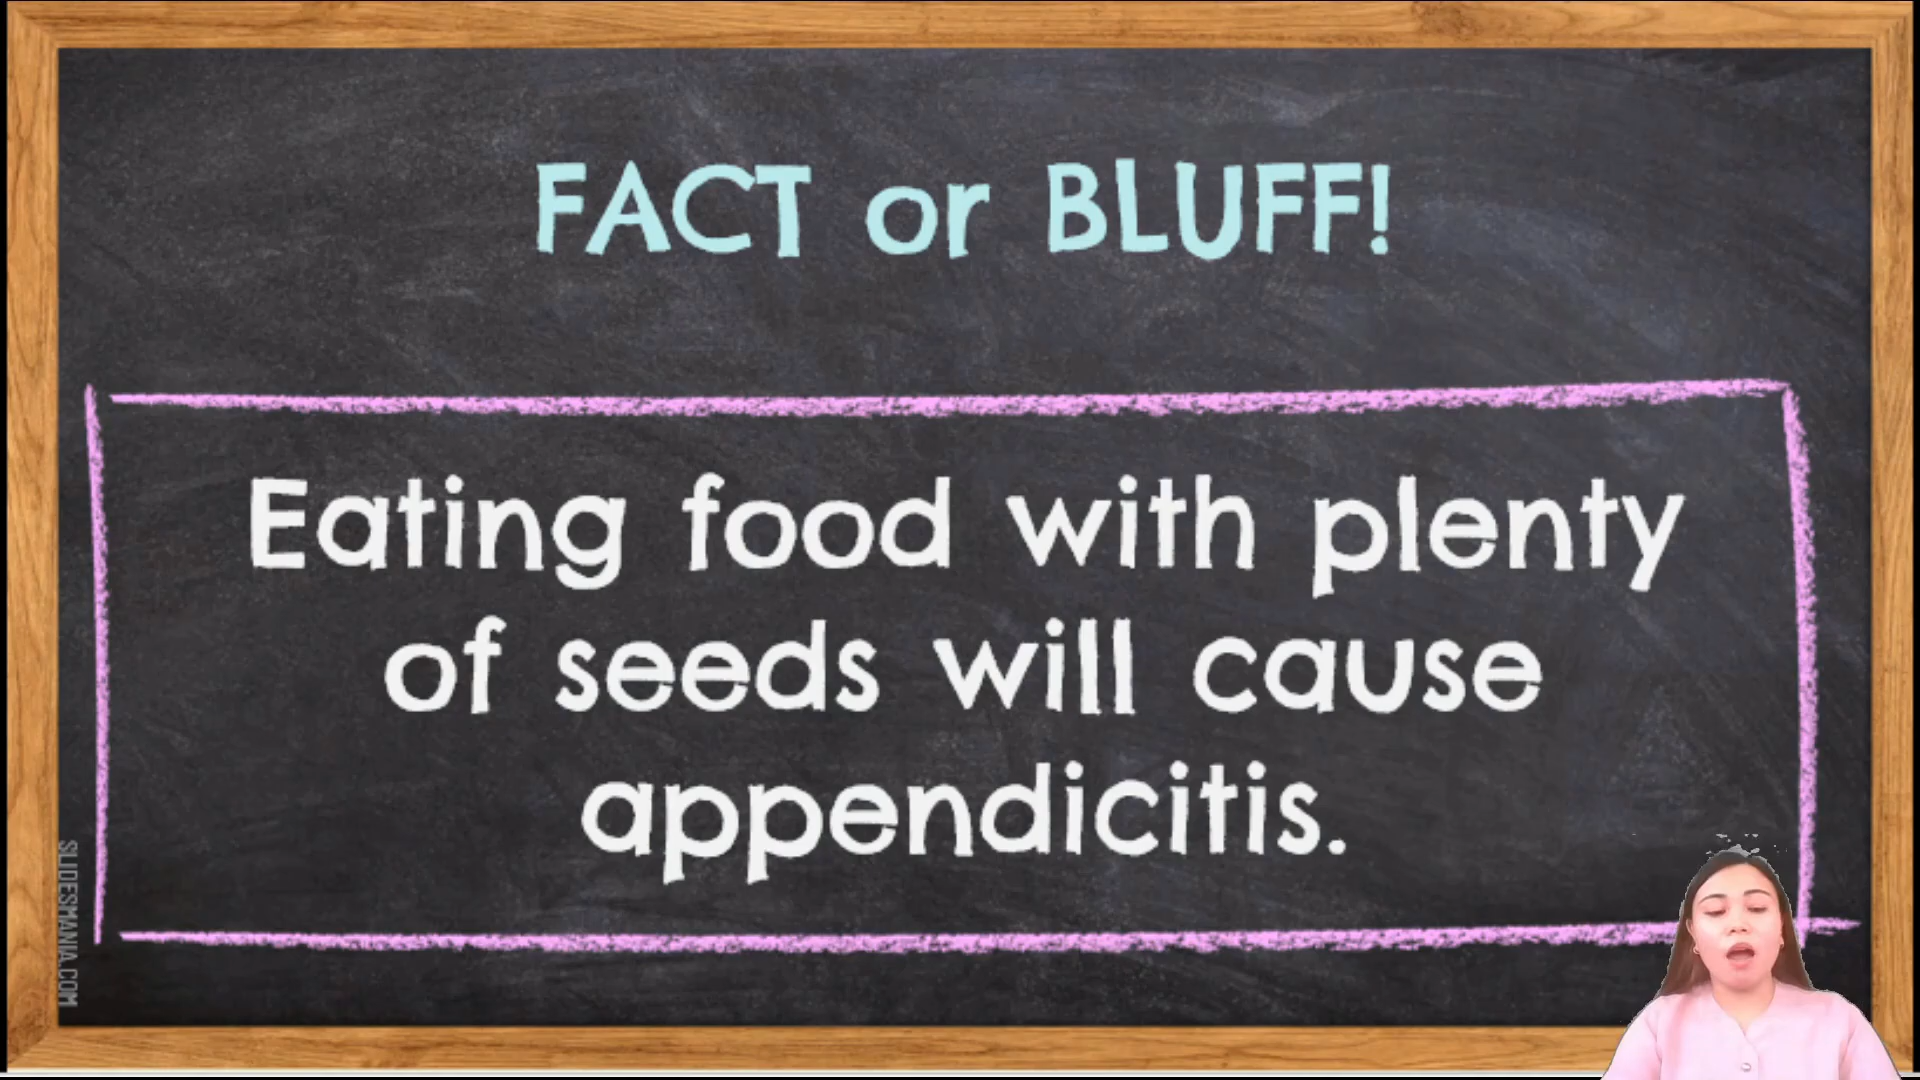 FACT or BLUFF!
Eating food with plenty
of seeds will cause
appendicitis.
SLIDESMANIA.COM